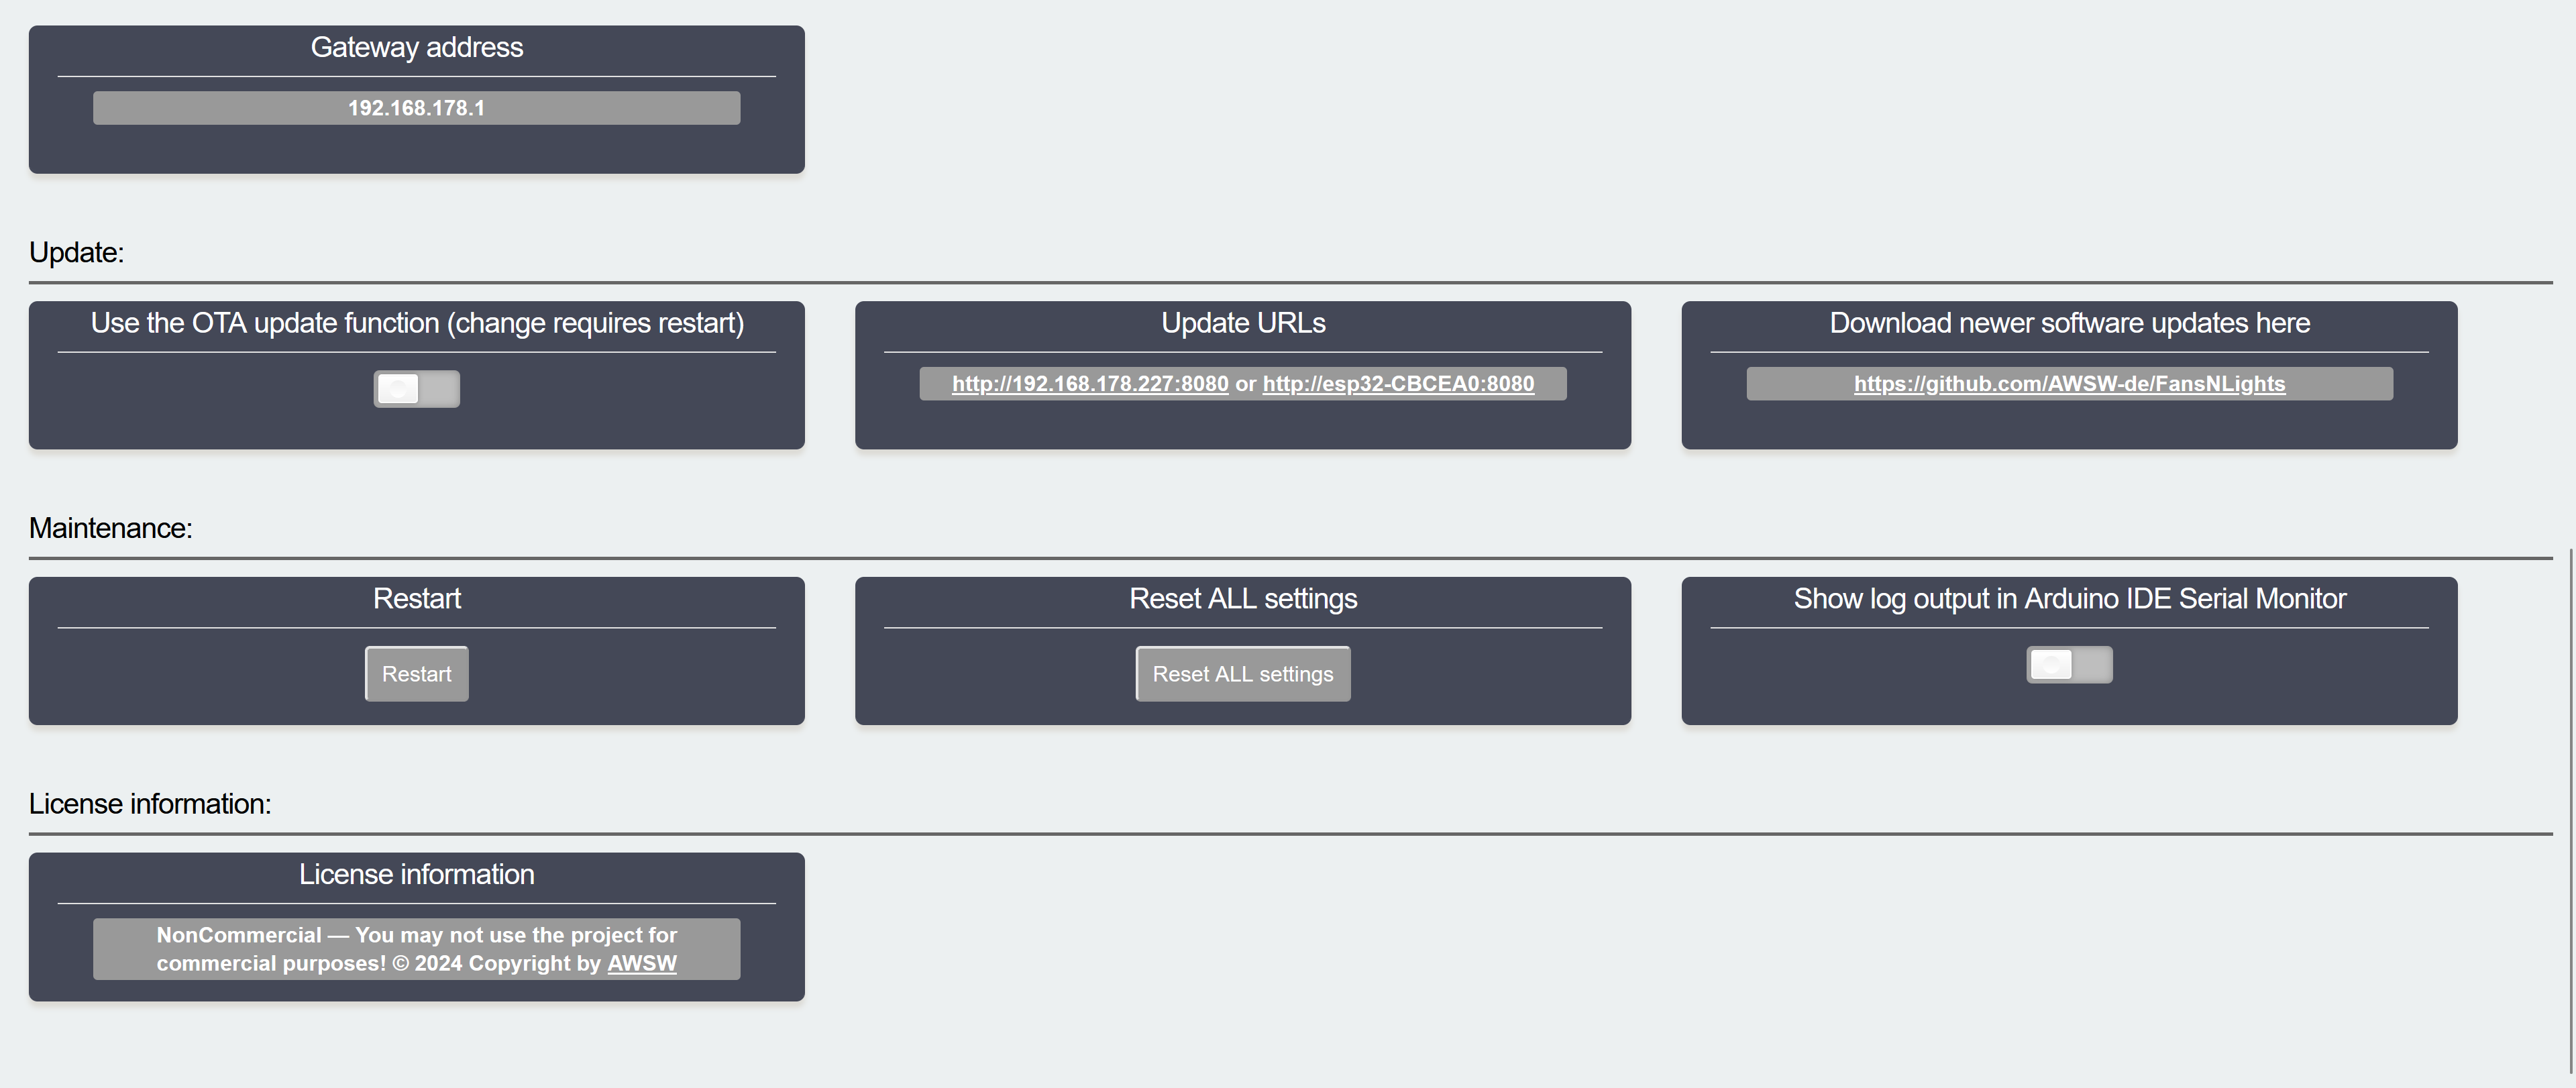 Gateway address
192.168.178.1
Update:
Use the OTA update function (change requires restart)
Update URLs
http://192.168.178.227:8080 or http://esp32-CBCEA0:8080
Download newer software updates here
https://github.com/AWSW-de/FansNLights
Maintenance:
Restart
Restart
Reset ALL settings
Reset ALL settings
Show log output in Arduino IDE Serial Monitor
License information:
License information
NonCommercial — You may not use the project for
commercial purposes! © 2024 Copyright by AWSW